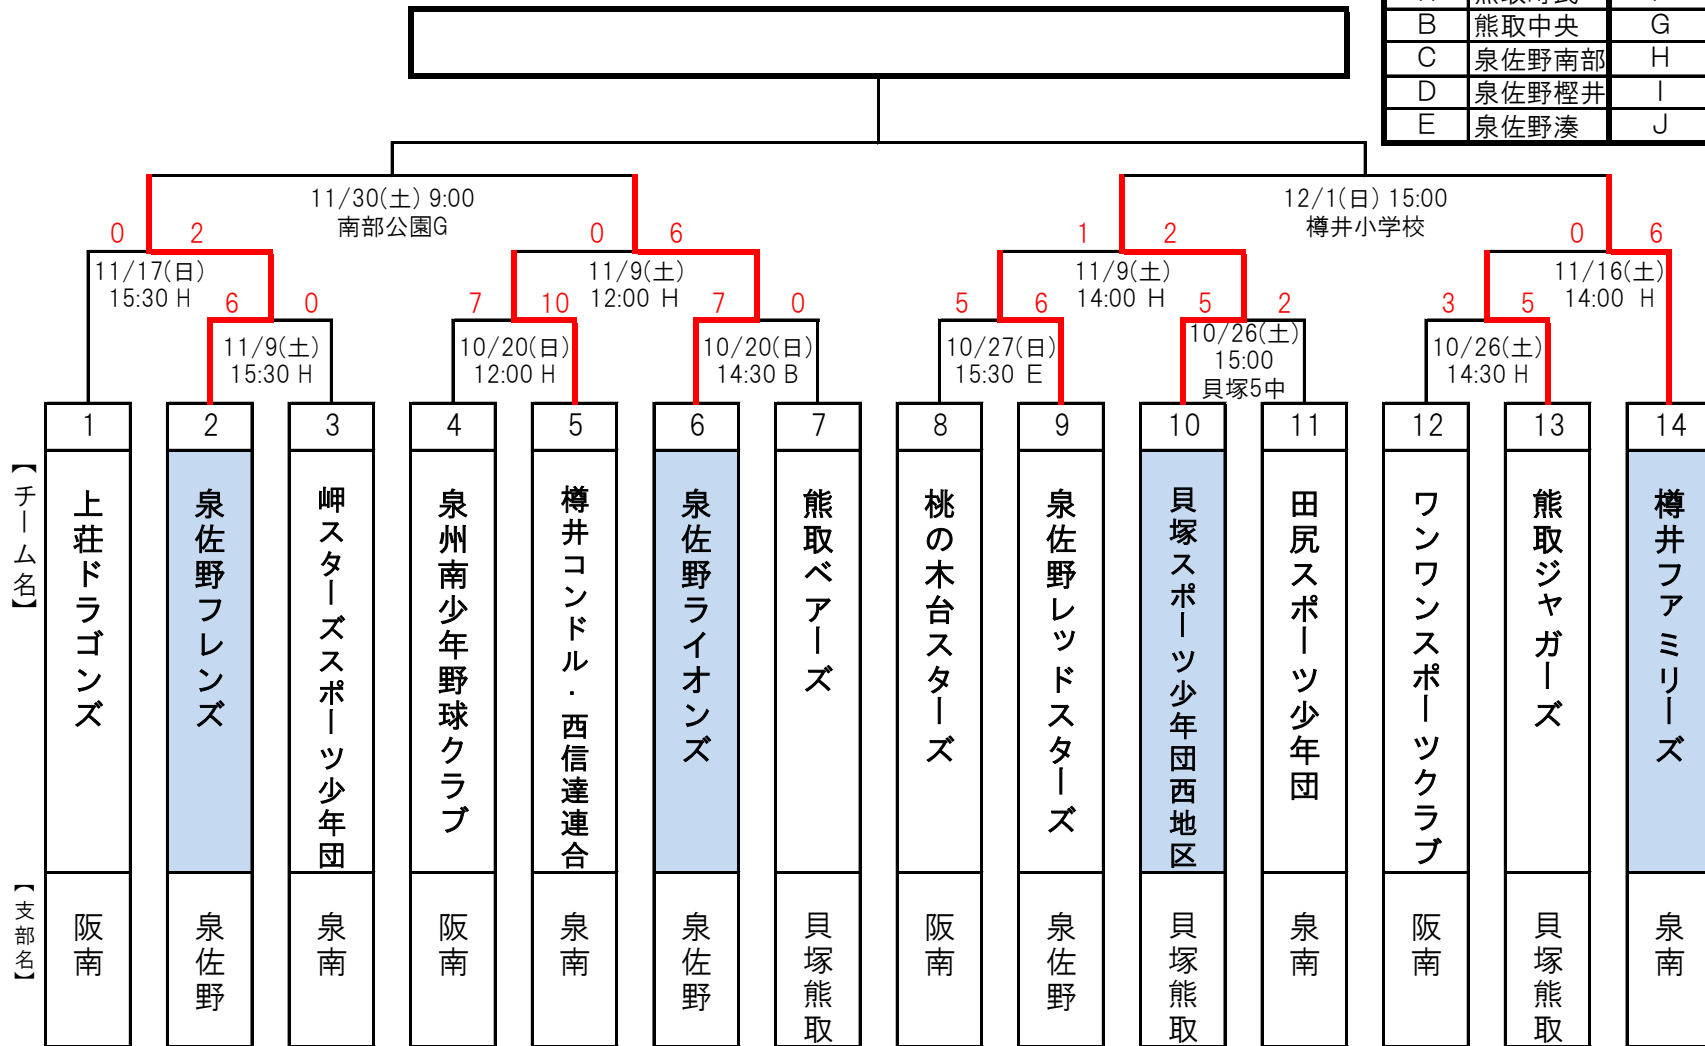 B 熊取中央 G
C 泉佐野南部 H
D 泉佐野樫井 I
E 泉佐野湊 J
11/30(土) 9:00
南部公園G
12/1(日) 15:00
樽井小学校
0 2 0 6 1 2 0 6
11/17(日)
15:30 H
11/9(土)
12:00 H
11/9(土)
14:00 H
11/16(土)
14:00 H
6 0 7 10 7 0 5 6 5 2 3 5
11/9(土)
15:30 H
10/20(日)
12:00 H
10/20(日)
14:30 B
10/27(日)
15:30 E
10/26(土)
15:00
貝塚5中
10/26(土)
14:30 H
1 2 3 4 5 6 7 8 9 10 11 12 13 14
【チーム名】
上荘ドラゴンズ
泉佐野フレンズ
岬スターズスポーツ少年団
泉州南少年野球クラブ
樽井コンドル・西信達連合
泉佐野ライオンズ
熊取ベアーズ
桃の木台スターズ
泉佐野レッドスターズ
貝塚スポーツ少年団西地区
田尻スポーツ少年団
ワンワンスポーツクラブ
熊取ジャガーズ
樽井ファミリーズ
【支部名】
阪南
泉佐野
泉南
阪南
泉南
泉佐野
貝塚熊取
阪南
泉佐野
貝塚熊取
泉南
阪南
貝塚熊取
泉南